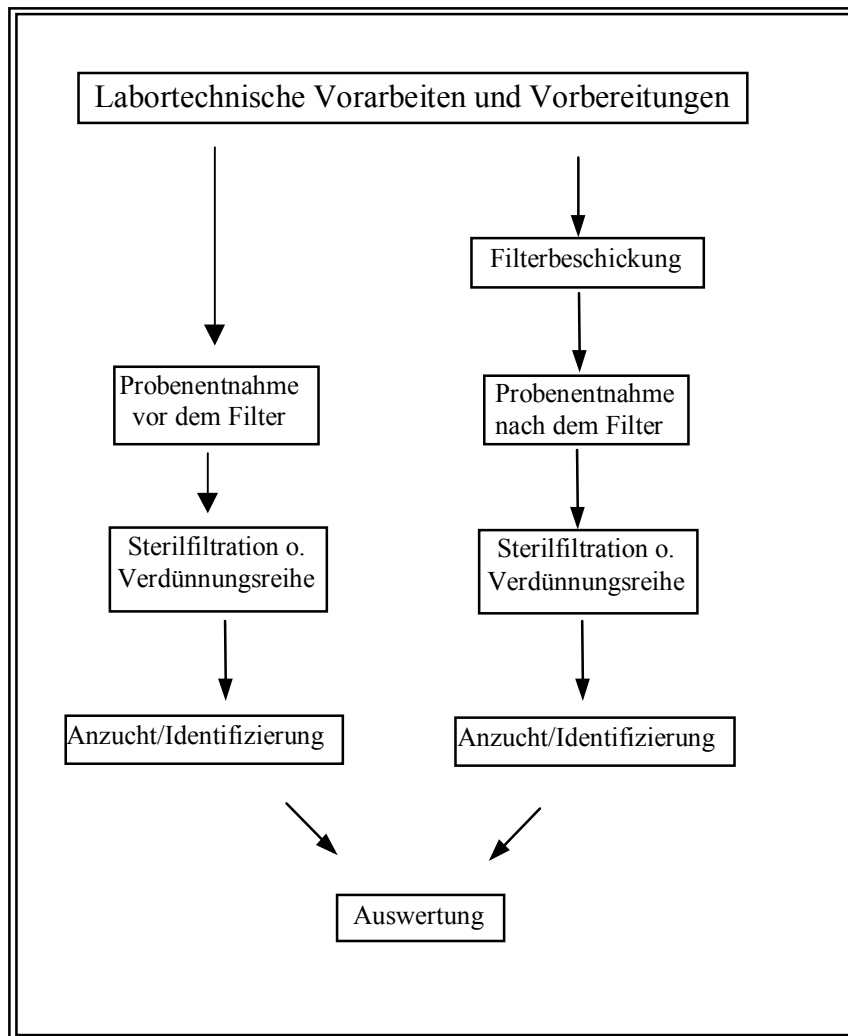 Labortechnische Vorarbeiten und Vorbereitungen
Filterbeschickung
Probenentnahme
vor dem Filter
Probenentnahme
nach dem Filter
Sterilfiltration o.
Verdünnungsreihe
Sterilfiltration o.
Verdünnungsreihe
Anzucht/Identifizierung
Anzucht/Identifizierung
Auswertung